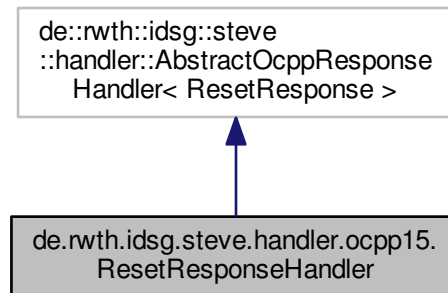 de::rwth::idsg::steve
::handler::AbstractOcppResponse
Handler< ResetResponse >
de.rwth.idsg.steve.handler.ocpp15.
ResetResponseHandler